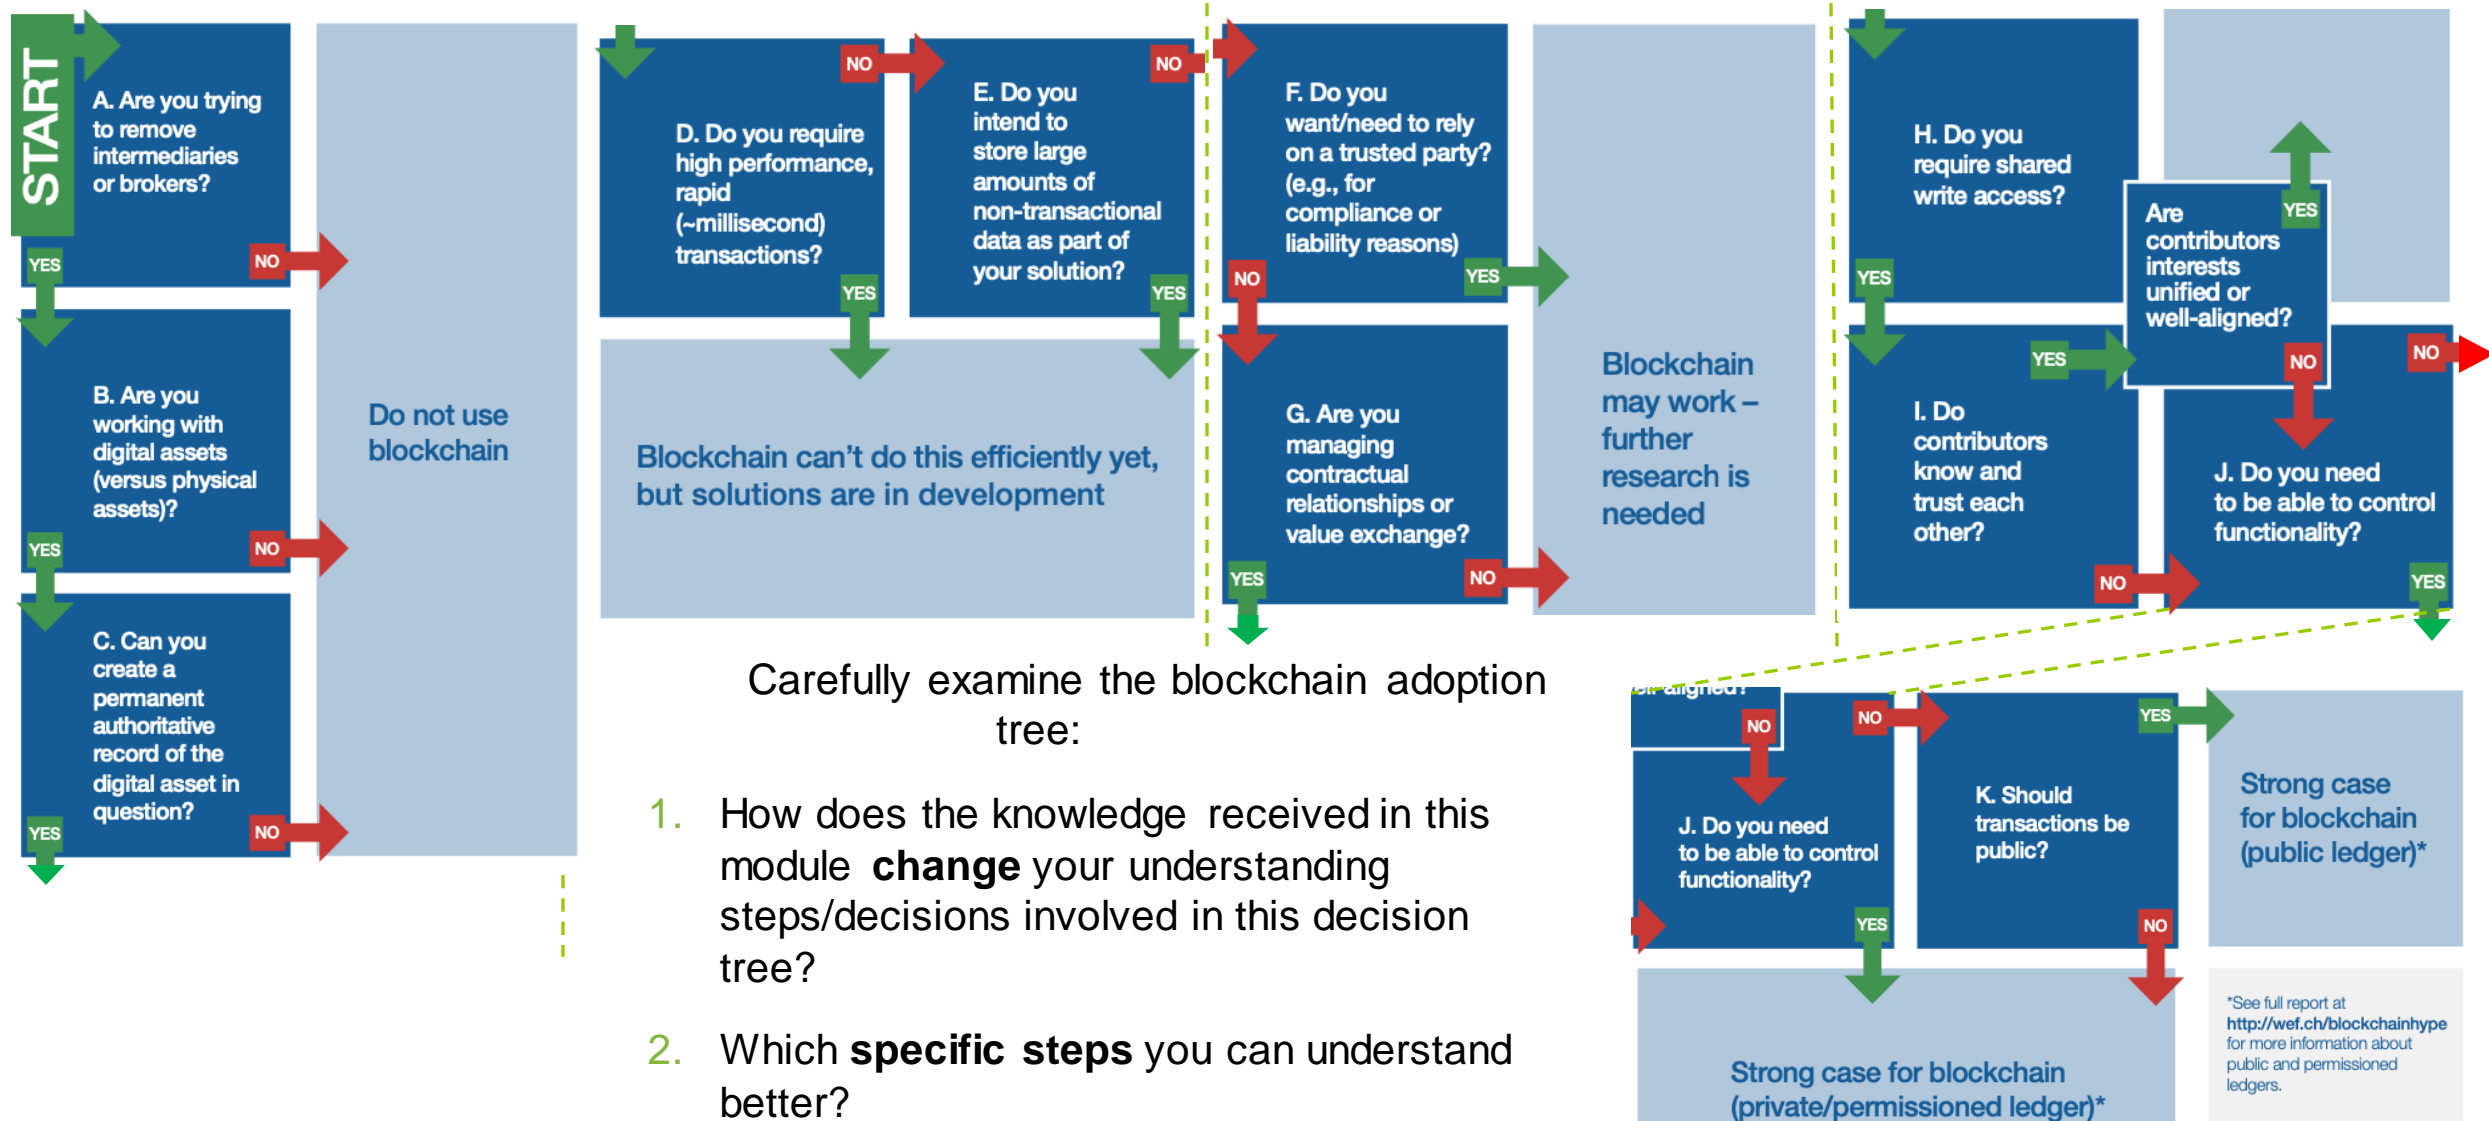 START
A. Are you trying
to remove
intermediaries
or brokers?
YES
NO
B. Are you
working with
digital assets
(versus physical
assets)?
YES
NO
C. Can you
create a
permanent
authoritative
record of the
digital asset in
question?
YES
NO
Do not use
blockchain
D. Do you require
high performance,
rapid
(~millisecond)
transactions?
NO
YES
E. Do you
intend to
store large
amounts of
non-transactional
data as part of
your solution?
NO
YES
Blockchain can't do this efficiently yet,
but solutions are in development
F. Do you
want/need to rely
on a trusted party?
(e.g., for
compliance or
liability reasons)
NO
YES
G. Are you
managing
contractual
relationships or
value exchange?
YES
NO
Blockchain
may work –
further
research is
needed
H. Do you
require shared
write access?
YES
I. Do
contributors
know and
trust each
other?
YES
NO
Are
contributors
interests
unified or
well-aligned?
YES
NO
J. Do you need
to be able to control
functionality?
NO
YES
Carefully examine the blockchain adoption
tree:
1. How does the knowledge received in this
module change your understanding
steps/decisions involved in this decision
tree?
2. Which specific steps you can understand
better?
well-aligned?
NO
J. Do you need
to be able to control
functionality?
NO
YES
K. Should
transactions be
public?
YES
NO
Strong case
for blockchain
(public ledger)*
Strong case for blockchain
(private/permissioned ledger)*
*See full report at
http://wef.ch/blockchainhype
for more information about
public and permissioned
ledgers.